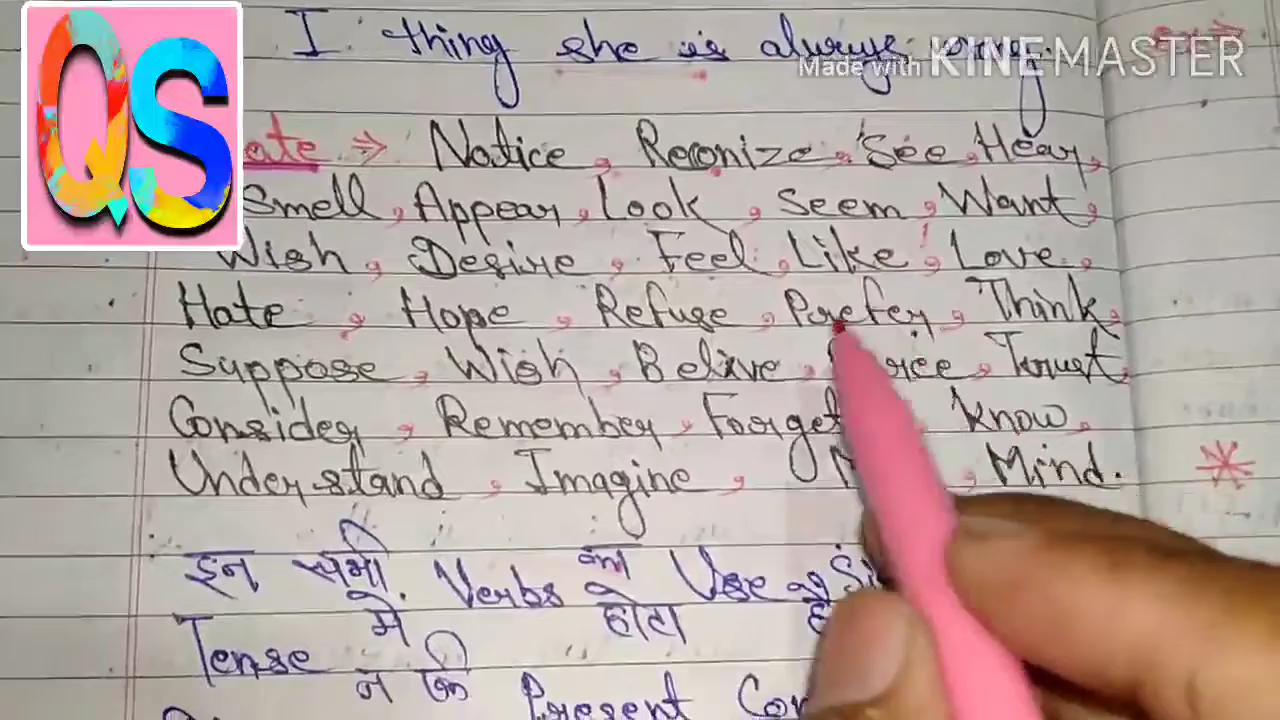 QS
I thing she is always
Made with KINEMASTER
ate ⇒ Notice, Reconize, See, Hear,
Smell, Appear, Look, Seem, Want,
Wish, Desire, Feel, Like, Love,
Hate, Hope, Refuse, Prefer, Think,
Suppose, Wish, Belive, Trust,
Consider, Remember, Forget, Know,
Understand, Imagine, Mind.
इन सभी Verbs का Use
Tense में होता है
न की Present Con